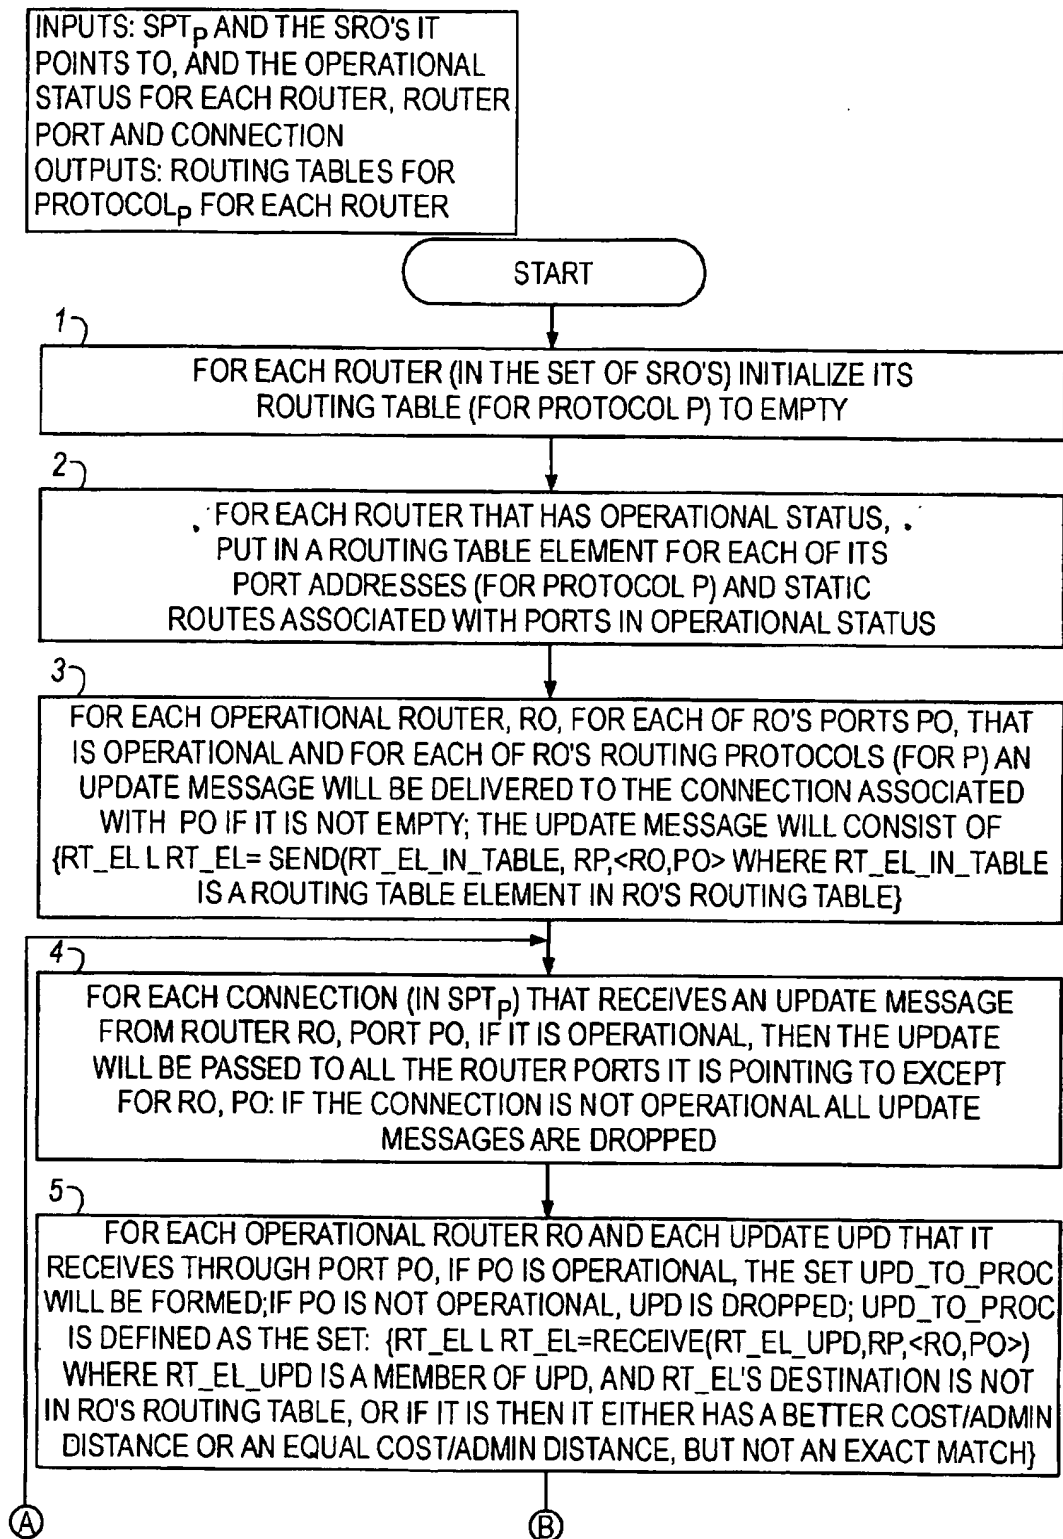 INPUTS: SPTp AND THE SRO'S IT
POINTS TO, AND THE OPERATIONAL
STATUS FOR EACH ROUTER, ROUTER
PORT AND CONNECTION
OUTPUTS: ROUTING TABLES FOR
PROTOCOLp FOR EACH ROUTER
START
1
FOR EACH ROUTER (IN THE SET OF SRO'S) INITIALIZE ITS
ROUTING TABLE (FOR PROTOCOL P) TO EMPTY
2
FOR EACH ROUTER THAT HAS OPERATIONAL STATUS,
PUT IN A ROUTING TABLE ELEMENT FOR EACH OF ITS
PORT ADDRESSES (FOR PROTOCOL P) AND STATIC
ROUTES ASSOCIATED WITH PORTS IN OPERATIONAL STATUS
3
FOR EACH OPERATIONAL ROUTER, RO, FOR EACH OF RO'S PORTS PO, THAT
IS OPERATIONAL AND FOR EACH OF RO'S ROUTING PROTOCOLS (FOR P) AN
UPDATE MESSAGE WILL BE DELIVERED TO THE CONNECTION ASSOCIATED
WITH PO IF IT IS NOT EMPTY; THE UPDATE MESSAGE WILL CONSIST OF
{RT_EL L RT_EL= SEND(RT_EL_IN_TABLE, RP,<RO,PO> WHERE RT_EL_IN_TABLE
IS A ROUTING TABLE ELEMENT IN RO'S ROUTING TABLE}
4
FOR EACH CONNECTION (IN SPTp) THAT RECEIVES AN UPDATE MESSAGE
FROM ROUTER RO, PORT PO, IF IT IS OPERATIONAL, THEN THE UPDATE
WILL BE PASSED TO ALL THE ROUTER PORTS IT IS POINTING TO EXCEPT
FOR RO, PO: IF THE CONNECTION IS NOT OPERATIONAL ALL UPDATE
MESSAGES ARE DROPPED
5
FOR EACH OPERATIONAL ROUTER RO AND EACH UPDATE UPD THAT IT
RECEIVES THROUGH PORT PO, IF PO IS OPERATIONAL, THE SET UPD_TO_PROC
WILL BE FORMED;IF PO IS NOT OPERATIONAL, UPD IS DROPPED; UPD_TO_PROC
IS DEFINED AS THE SET: {RT_EL L RT_EL=RECEIVE(RT_EL_UPD,RP,<RO,PO>)
WHERE RT_EL_UPD IS A MEMBER OF UPD, AND RT_EL'S DESTINATION IS NOT
IN RO'S ROUTING TABLE, OR IF IT IS THEN IT EITHER HAS A BETTER COST/ADMIN
DISTANCE OR AN EQUAL COST/ADMIN DISTANCE, BUT NOT AN EXACT MATCH}
A
B